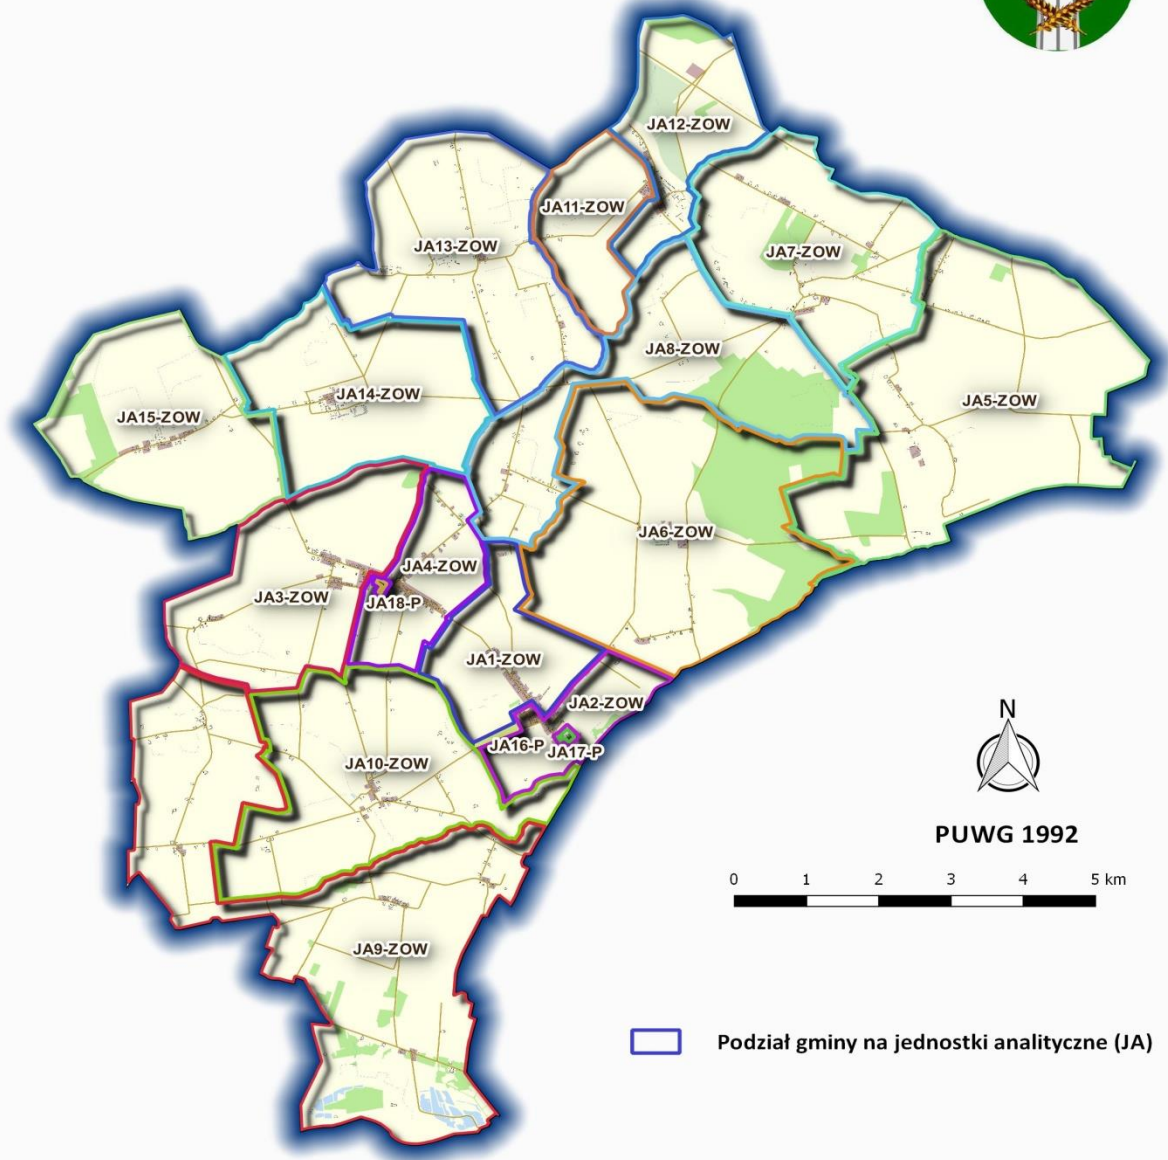 JA12-ZOW
JA11-ZOW
JA13-ZOW
JA7-ZOW
JA8-ZOW
JA14-ZOW
JA5-ZOW
JA15-ZOW
JA6-ZOW
JA4-ZOW
JA3-ZOW
JA18-P
JA1-ZOW
JA2-ZOW
JA16-P
JA17-P
JA10-ZOW
JA9-ZOW
N
PUWG 1992
0 1 2 3 4 5 km
Podział gminy na jednostki analityczne (JA)